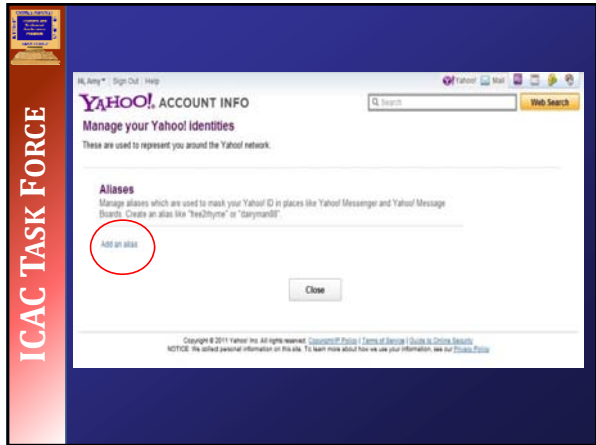 ICAC TASK FORCE
Hi, Amy | Sign Out | Help
Yahoo! Mail
YAHOO! ACCOUNT INFO
Search
Web Search
Manage your Yahoo! identities
These are used to represent you around the Yahoo! network.
Aliases
Manage aliases which are used to mask your Yahoo! ID in places like Yahoo! Messenger and Yahoo! Message
Boards. Create an alias like "free2rhyme" or "dairyman88".
Add an alias
Close
Copyright © 2011 Yahoo! Inc. All rights reserved. Copyright/IP Policy | Terms of Service | Guide to Online Security
NOTICE: We collect personal information on this site. To learn more about how we use your information, see our Privacy Policy